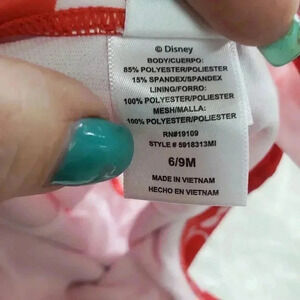 © Disney
BODY/CUERPO:
85% POLYESTER/POLIESTER
15% SPANDEX/SPANDEX
LINING/FORRO:
100% POLYESTER/POLIESTER
MESH/MALLA:
100% POLYESTER/POLIESTER
RN#19109
STYLE # 5918313MI
6/9M
MADE IN VIETNAM
HECHO EN VIETNAM